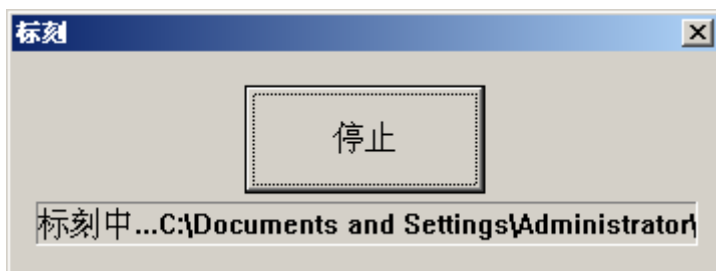 标刻
停止
标刻中...C:\Documents and Settings\Administrator\